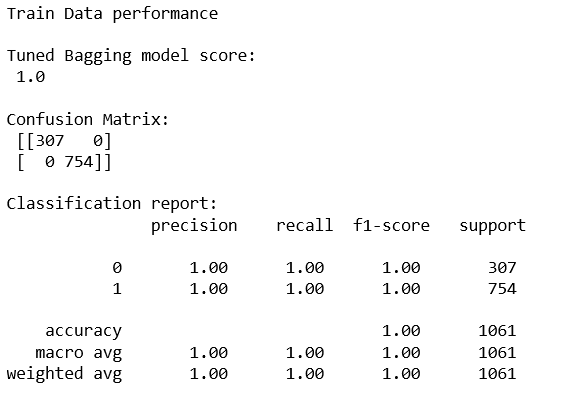 Train Data performance
Tuned Bagging model score:
1.0
Confusion Matrix:
[[307   0]
[  0 754]]
Classification report:
precision    recall  f1-score   support
0       1.00      1.00      1.00       307
1       1.00      1.00      1.00       754
accuracy                           1.00      1061
macro avg       1.00      1.00      1.00      1061
weighted avg       1.00      1.00      1.00      1061